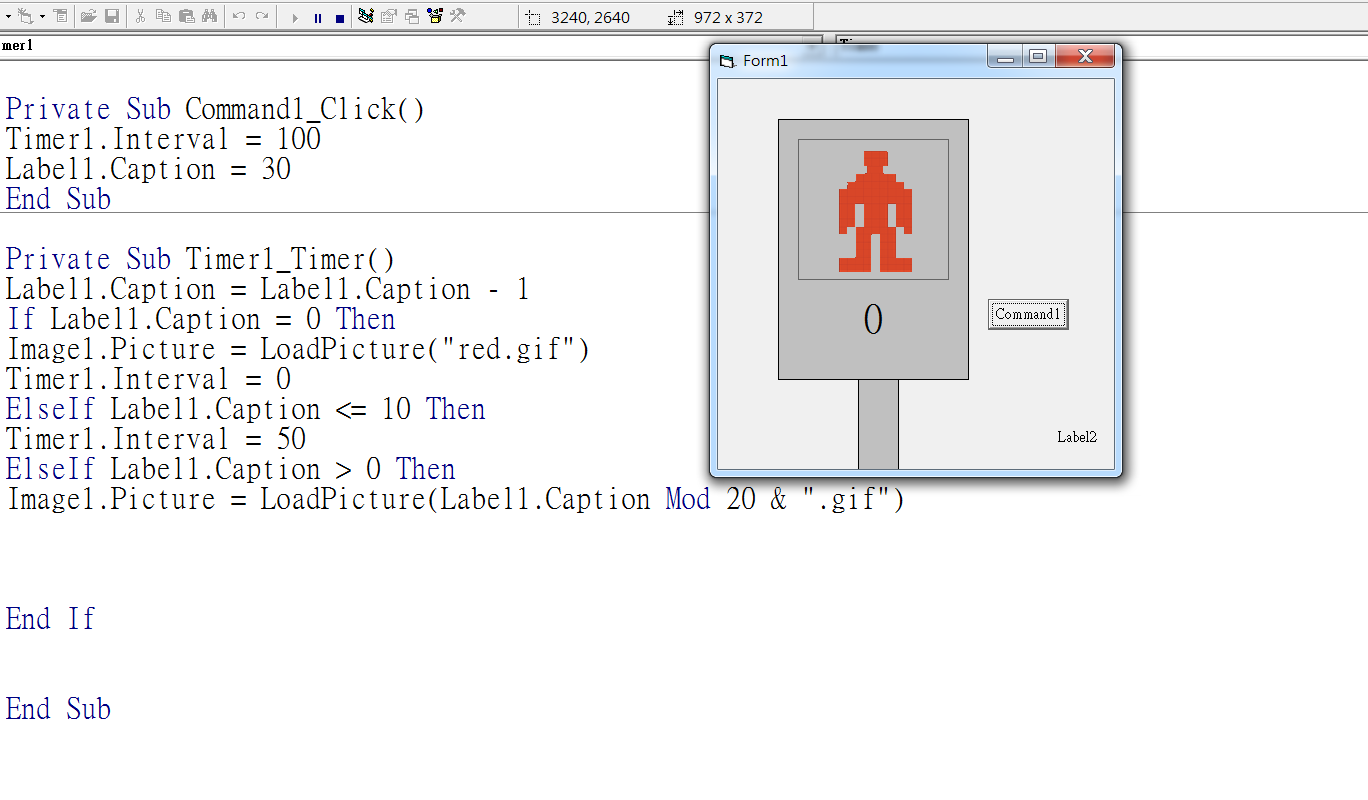 3240, 2640 972 x 372
mer1
Form1
Private Sub Command1_Click()
Timer1.Interval = 100
Label1.Caption = 30
End Sub
Private Sub Timer1_Timer()
Label1.Caption = Label1.Caption - 1
If Label1.Caption = 0 Then
Image1.Picture = LoadPicture("red.gif")
Timer1.Interval = 0
ElseIf Label1.Caption <= 10 Then
Timer1.Interval = 50
ElseIf Label1.Caption > 0 Then
Image1.Picture = LoadPicture(Label1.Caption Mod 20 & ".gif")
End If
End Sub
0
Command1
Label2